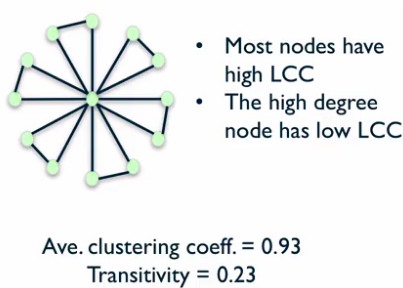 • Most nodes have
high LCC
• The high degree
node has low LCC
Ave. clustering coeff. = 0.93
Transitivity = 0.23